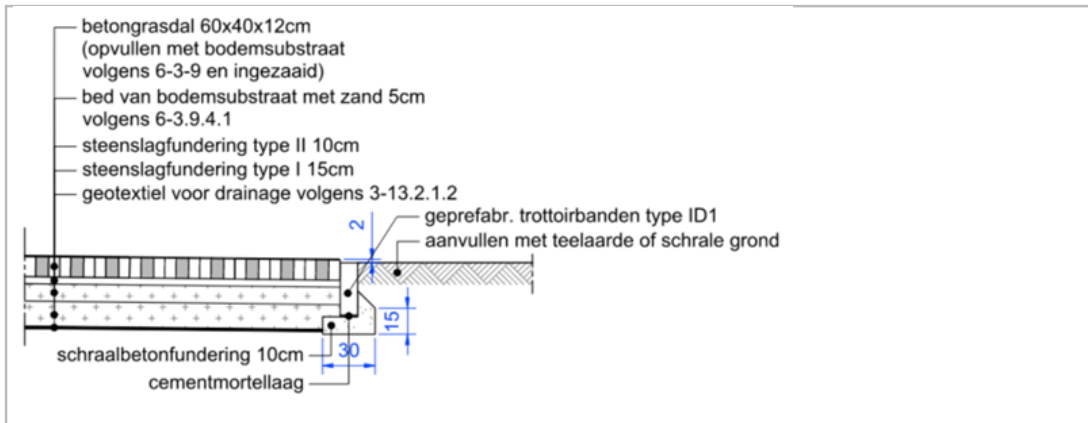 betongrasdal 60x40x12cm
(opvullen met bodemsubstraat
volgens 6-3-9 en ingezaaid)
bed van bodemsubstraat met zand 5cm
volgens 6-3.9.4.1
steenslagfundering type II 10cm
steenslagfundering type I 15cm
geotextiel voor drainage volgens 3-13.2.1.2
geprefabr. trottoirbanden type ID1
2
aanvullen met teelaarde of schrale grond
15
schraalbetonfundering 10cm
30
cementmortellaag